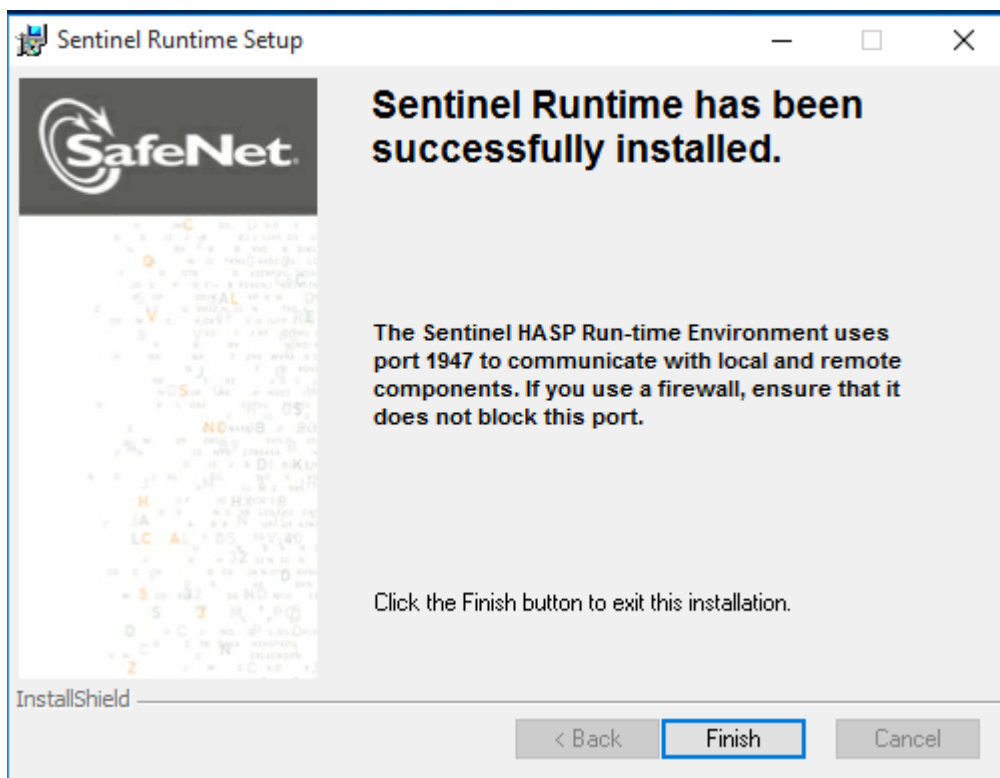 Sentinel Runtime Setup
SafeNet.
Sentinel Runtime has been
successfully installed.
The Sentinel HASP Run-time Environment uses
port 1947 to communicate with local and remote
components. If you use a firewall, ensure that it
does not block this port.
Click the Finish button to exit this installation.
InstallShield
< Back
Finish
Cancel